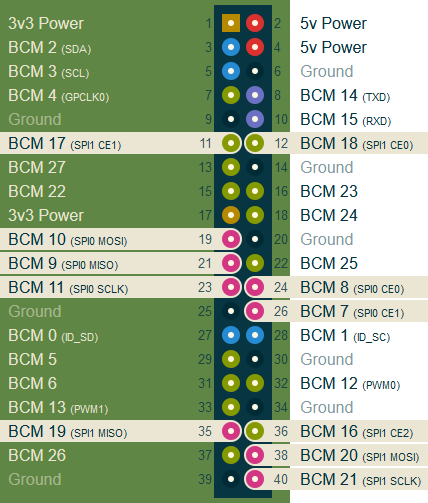 3v3 Power 1 2 5v Power
BCM 2 (SDA) 3 4 5v Power
BCM 3 (SCL) 5 6 Ground
BCM 4 (GPCLK0) 7 8 BCM 14 (TXD)
Ground 9 10 BCM 15 (RXD)
BCM 17 (SPI1 CE1) 11 12 BCM 18 (SPI1 CE0)
BCM 27 13 14 Ground
BCM 22 15 16 BCM 23
3v3 Power 17 18 BCM 24
BCM 10 (SPI0 MOSI) 19 20 Ground
BCM 9 (SPI0 MISO) 21 22 BCM 25
BCM 11 (SPI0 SCLK) 23 24 BCM 8 (SPI0 CE0)
Ground 25 26 BCM 7 (SPI0 CE1)
BCM 0 (ID_SD) 27 28 BCM 1 (ID_SC)
BCM 5 29 30 Ground
BCM 6 31 32 BCM 12 (PWM0)
BCM 13 (PWM1) 33 34 Ground
BCM 19 (SPI1 MISO) 35 36 BCM 16 (SPI1 CE2)
BCM 26 37 38 BCM 20 (SPI1 MOSI)
Ground 39 40 BCM 21 (SPI1 SCLK)